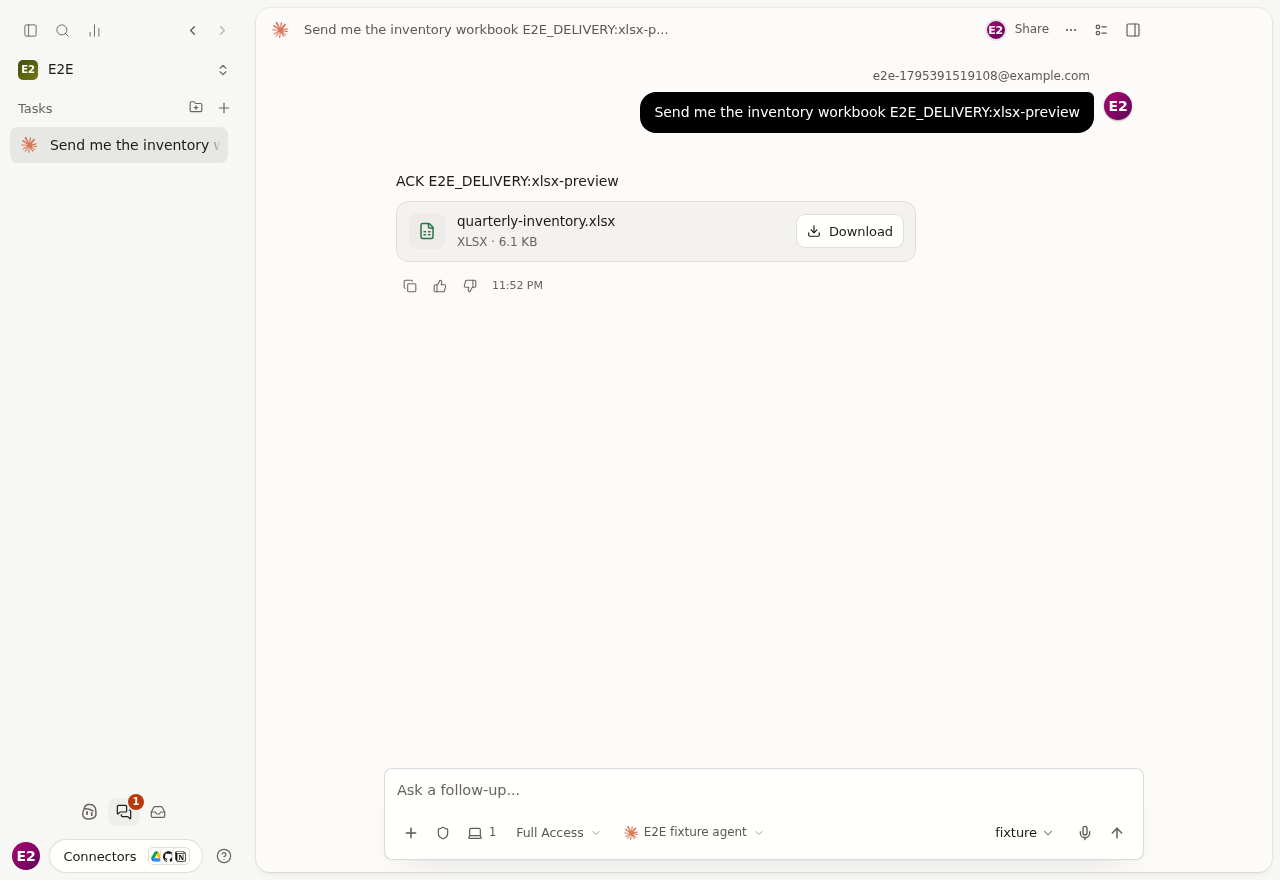 Send me the inventory workbook E2E_DELIVERY:xlsx-p...
E2 Share
E2 E2E
e2e-1795391519108@example.com
Tasks
Send me the inventory workbook E2E_DELIVERY:xlsx-preview
E2
Send me the inventory w
ACK E2E_DELIVERY:xlsx-preview
quarterly-inventory.xlsx
XLSX · 6.1 KB
Download
11:52 PM
Ask a follow-up...
1 Full Access E2E fixture agent fixture
1
E2 Connectors